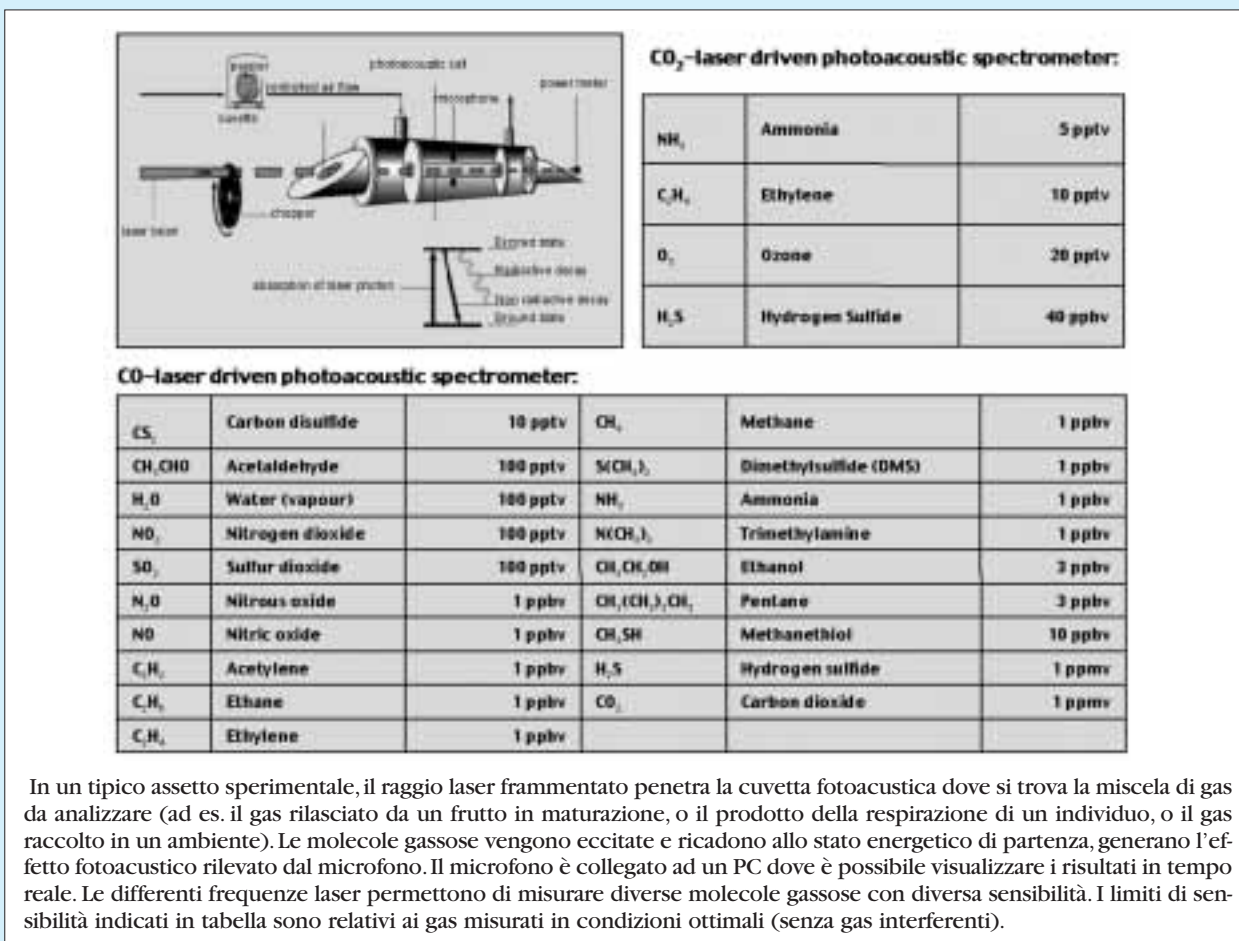 photoacoustic cell
pepper
controlled air flow
microphone
power meter
cuvette
chopper
laser beam
Excited state
Radiactive decay
absorption of laser photon
Non radiactive decay
Ground state
CO₂-laser driven photoacoustic spectrometer:
NH₃ Ammonia 5 pptv
C₂H₄ Ethylene 10 pptv
O₃ Ozone 20 pptv
H₂S Hydrogen Sulfide 40 ppbv
CO-laser driven photoacoustic spectrometer:
CS₂ Carbon disulfide 10 pptv CH₄ Methane 1 ppbv
CH₃CHO Acetaldehyde 100 pptv S(CH₃)₂ Dimethylsulfide (DMS) 1 ppbv
H₂O Water (vapour) 100 pptv NH₃ Ammonia 1 ppbv
NO₂ Nitrogen dioxide 100 pptv N(CH₃)₃ Trimethylamine 1 ppbv
SO₂ Sulfur dioxide 100 pptv CH₃CH₂OH Ethanol 3 ppbv
N₂O Nitrous oxide 1 ppbv CH₃(CH₂)₃CH₃ Pentane 3 ppbv
NO Nitric oxide 1 ppbv CH₃SH Methanethiol 10 ppbv
C₂H₂ Acetylene 1 ppbv H₂S Hydrogen sulfide 1 ppmv
C₂H₆ Ethane 1 ppbv CO₂ Carbon dioxide 1 ppmv
C₂H₄ Ethylene 1 ppbv
In un tipico assetto sperimentale, il raggio laser frammentato penetra la cuvetta fotoacustica dove si trova la miscela di gas
da analizzare (ad es. il gas rilasciato da un frutto in maturazione, o il prodotto della respirazione di un individuo, o il gas
raccolto in un ambiente). Le molecole gassose vengono eccitate e ricadono allo stato energetico di partenza, generano l'ef-
fetto fotoacustico rilevato dal microfono. Il microfono è collegato ad un PC dove è possibile visualizzare i risultati in tempo
reale. Le differenti frequenze laser permettono di misurare diverse molecole gassose con diversa sensibilità. I limiti di sen-
sibilità indicati in tabella sono relativi ai gas misurati in condizioni ottimali (senza gas interferenti).